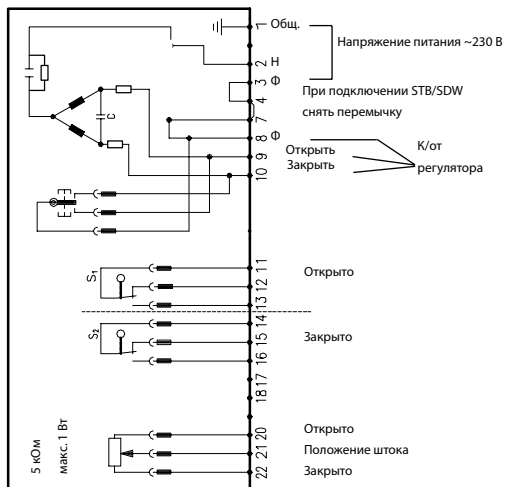 1 Общ.
Напряжение питания ~230 В
2 Н
3 Ф
При подключении STB/SDW
снять перемычку
4
7
8 Ф
К/от
регулятора
Открыть
9
Закрыть
10
C
S1
11
Открыто
12
13
S2
14
15
Закрыто
16
17
18
5 кОм
макс. 1 Вт
20
Открыто
21
Положение штока
22
Закрыто